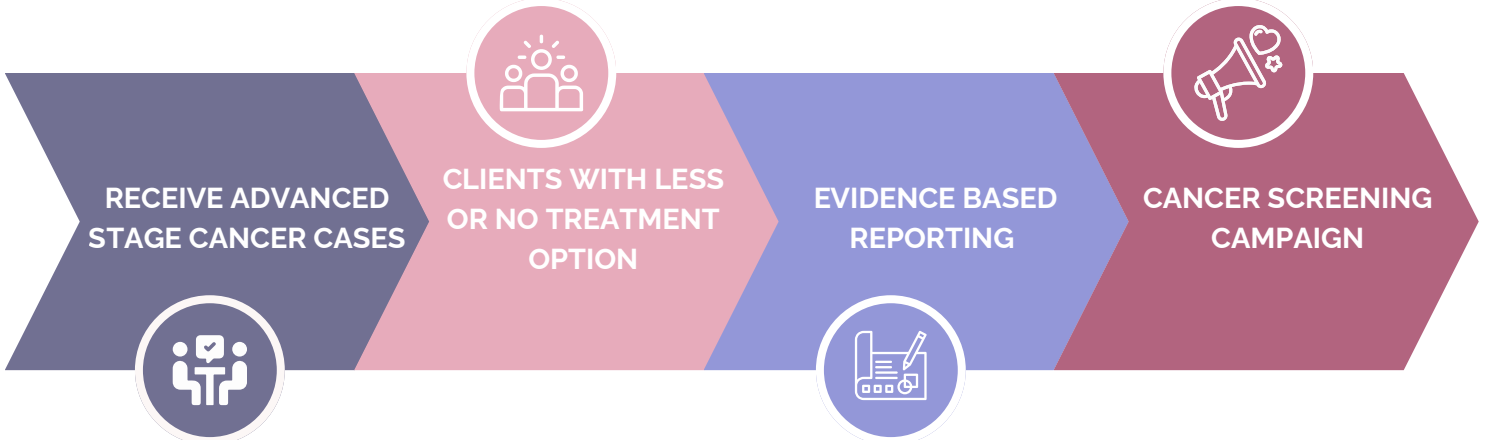 RECEIVE ADVANCED
STAGE CANCER CASES
CLIENTS WITH LESS
OR NO TREATMENT
OPTION
EVIDENCE BASED
REPORTING
CANCER SCREENING
CAMPAIGN